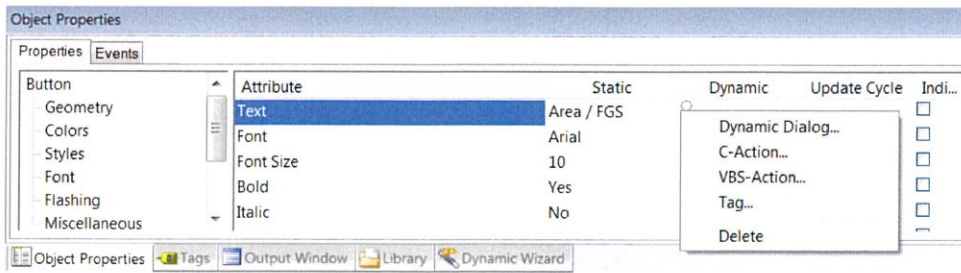 Object Properties
Properties Events
Button
Geometry
Colors
Styles
Font
Flashing
Miscellaneous
Attribute Static Dynamic Update Cycle Indi...
Text Area / FGS
Font Arial
Font Size 10
Bold Yes
Italic No
Dynamic Dialog...
C-Action...
VBS-Action...
Tag...
Delete
Object Properties Tags Output Window Library Dynamic Wizard